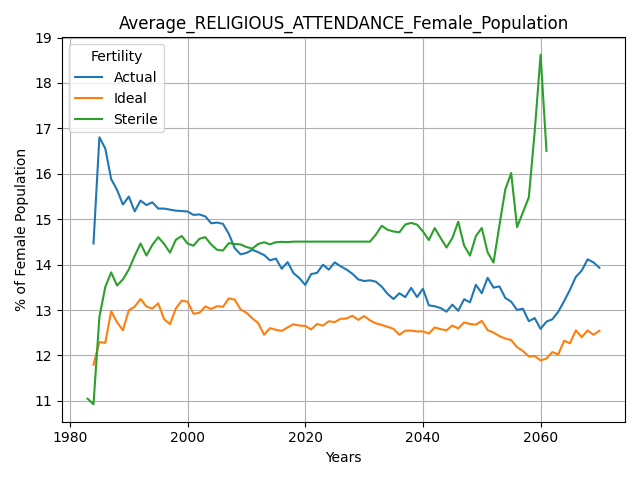 Average_RELIGIOUS_ATTENDANCE_Female_Population
Fertility
Actual
Ideal
Sterile
% of Female Population
19
18
17
16
15
14
13
12
11
1980
2000
2020
2040
2060
Years